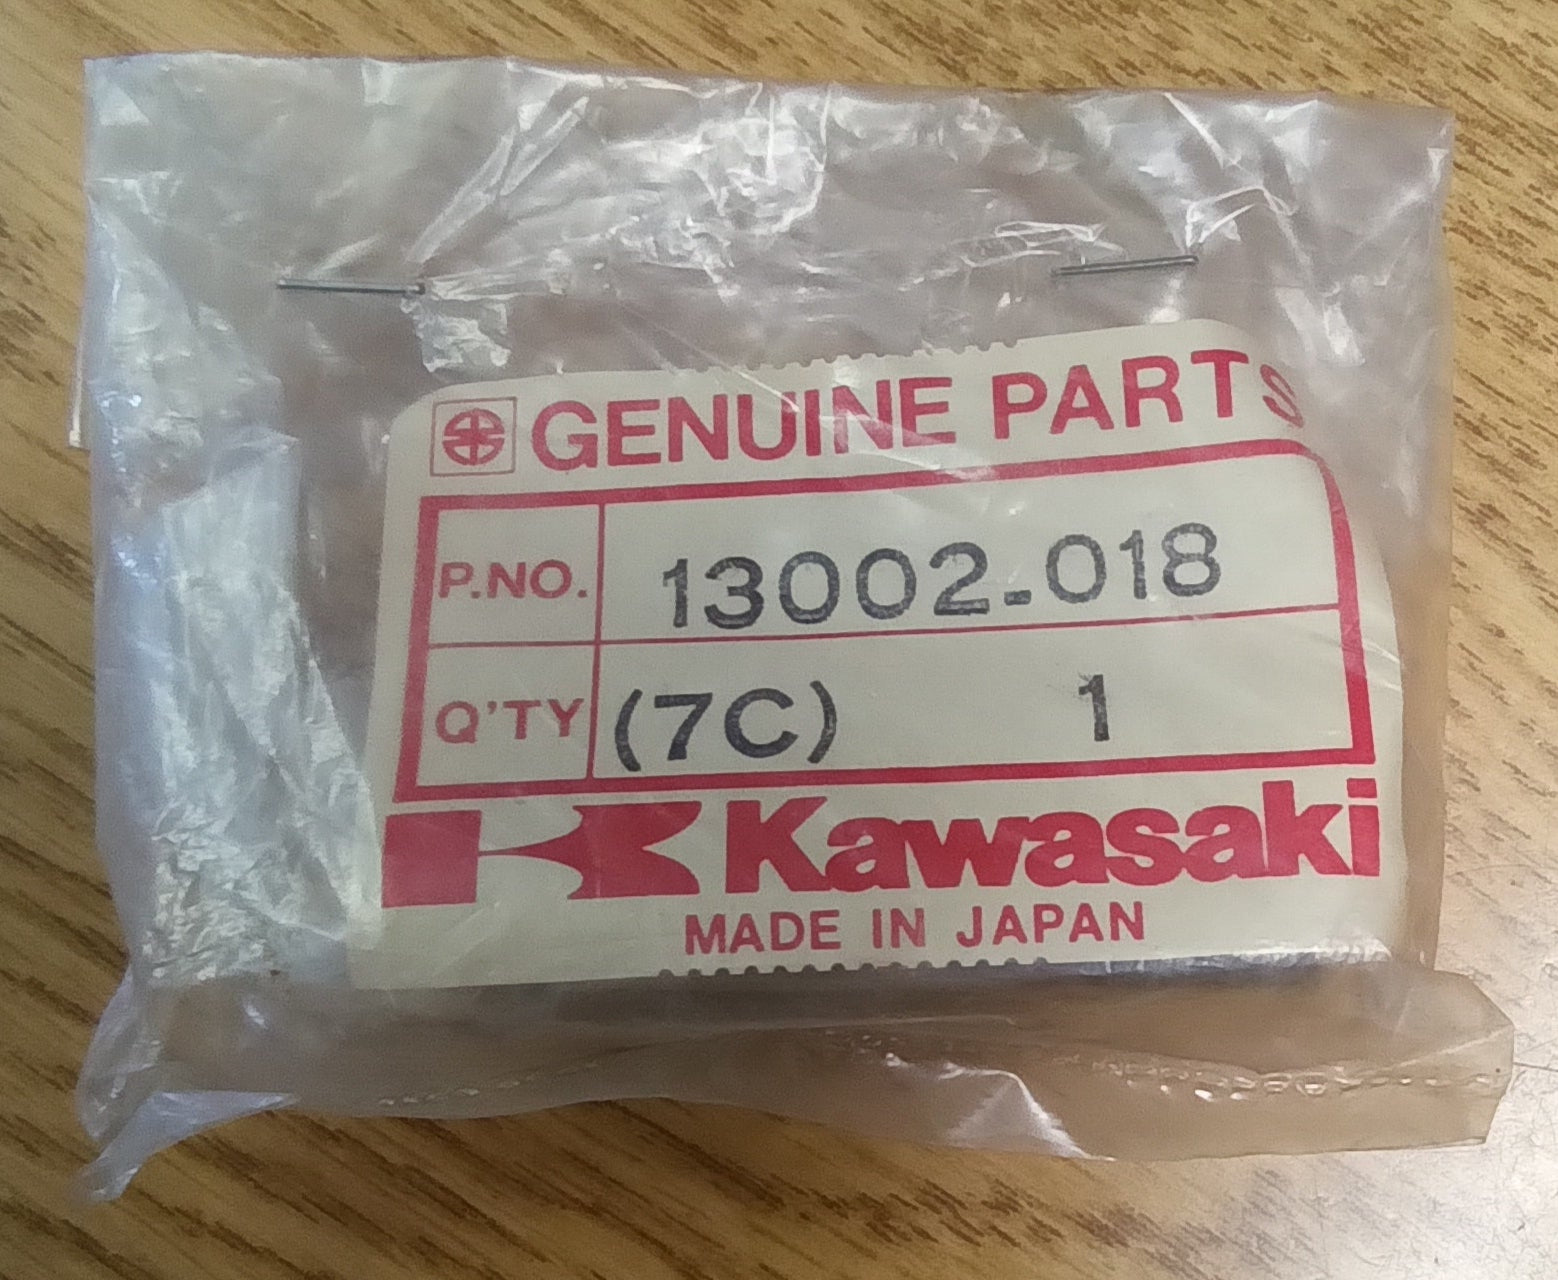 GENUINE PARTS
P.NO. 13002-018
Q'TY (7C) 1
Kawasaki
MADE IN JAPAN